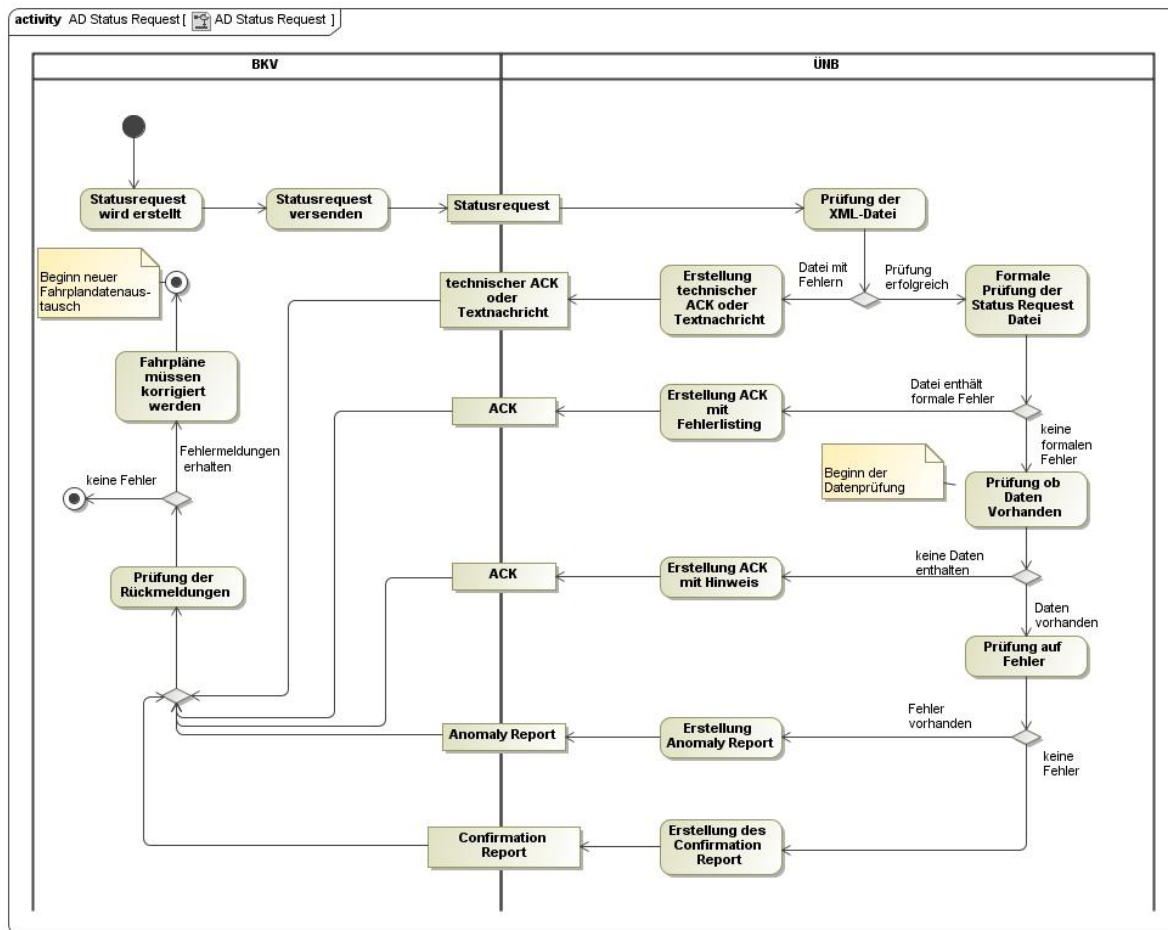 activity AD Status Request [ AD Status Request ]
BKV
ÜNB
Statusrequest
wird erstellt
Statusrequest
versenden
Statusrequest
Prüfung der
XML-Datei
Beginn neuer
Fahrplandatenaus-
tausch
technischer ACK
oder
Textnachricht
Erstellung
technischer
ACK oder
Textnachricht
Datei mit
Fehlern
Prüfung
erfolgreich
Formale
Prüfung der
Status Request
Datei
Fahrpläne
müssen
korrigiert
werden
ACK
Erstellung ACK
mit
Fehlerlisting
Datei enthält
formale Fehler
keine
formalen
Fehler
Fehlermeldungen
erhalten
keine Fehler
Beginn der
Datenprüfung
Prüfung ob
Daten
Vorhanden
Prüfung der
Rückmeldungen
ACK
Erstellung ACK
mit Hinweis
keine Daten
enthalten
Daten
vorhanden
Prüfung auf
Fehler
Anomaly Report
Erstellung
Anomaly Report
Fehler
vorhanden
keine
Fehler
Confirmation
Report
Erstellung des
Confirmation
Report